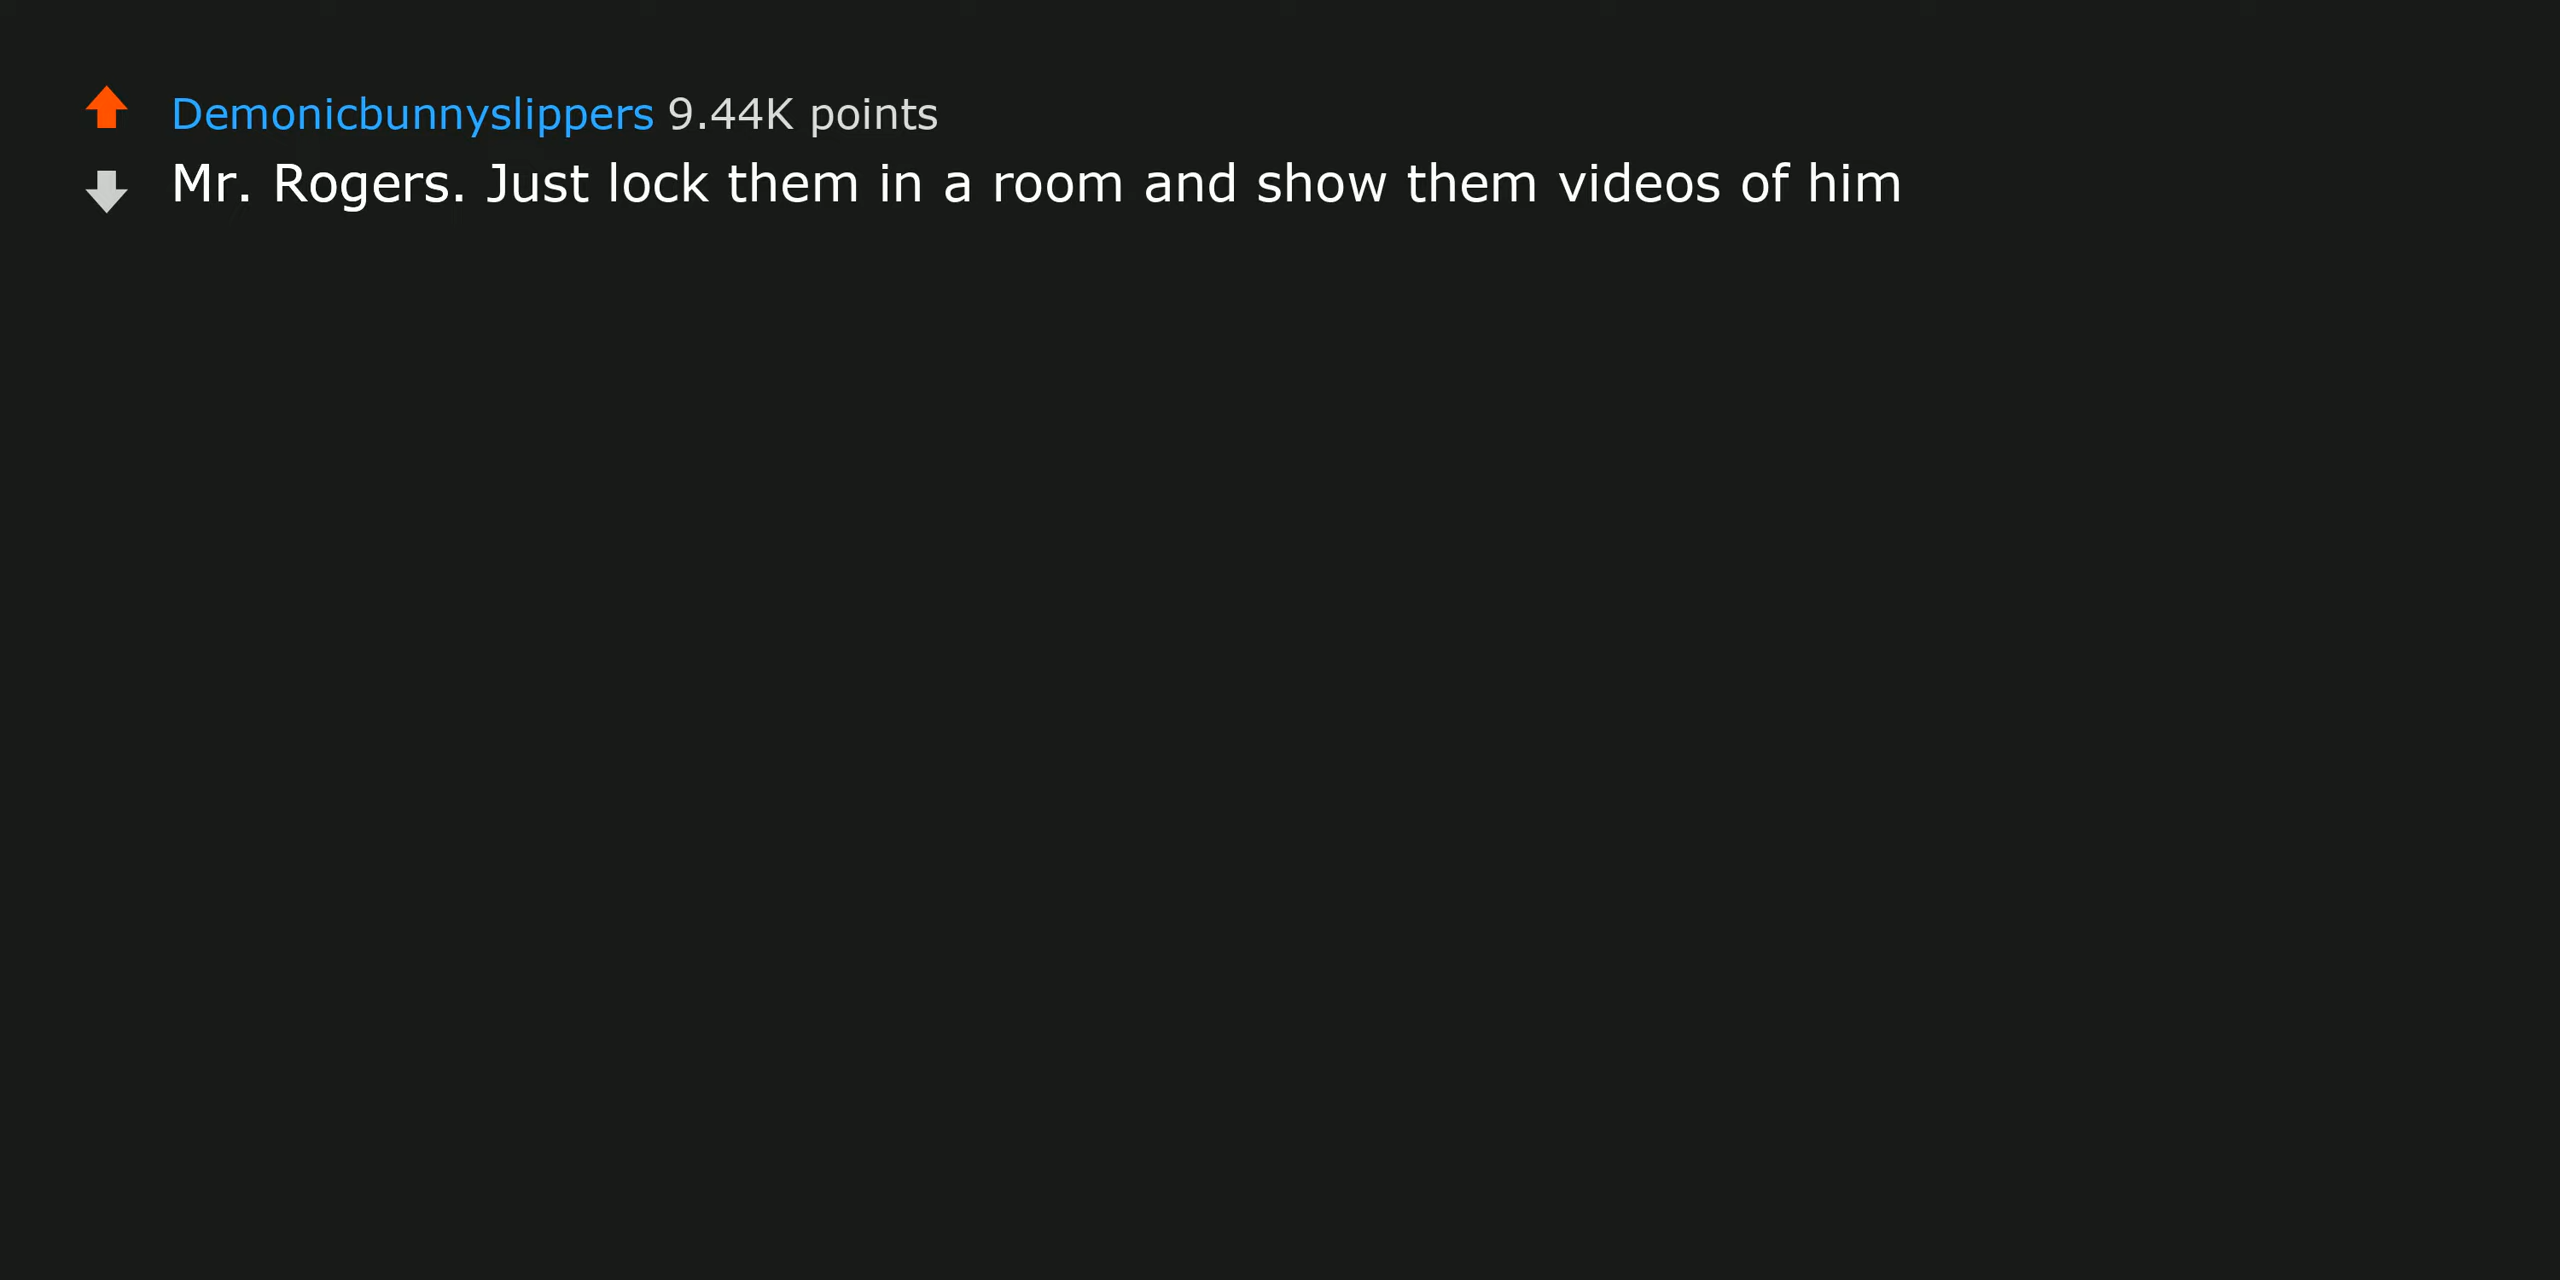 Demonicbunnyslippers 9.44K points
Mr. Rogers. Just lock them in a room and show them videos of him